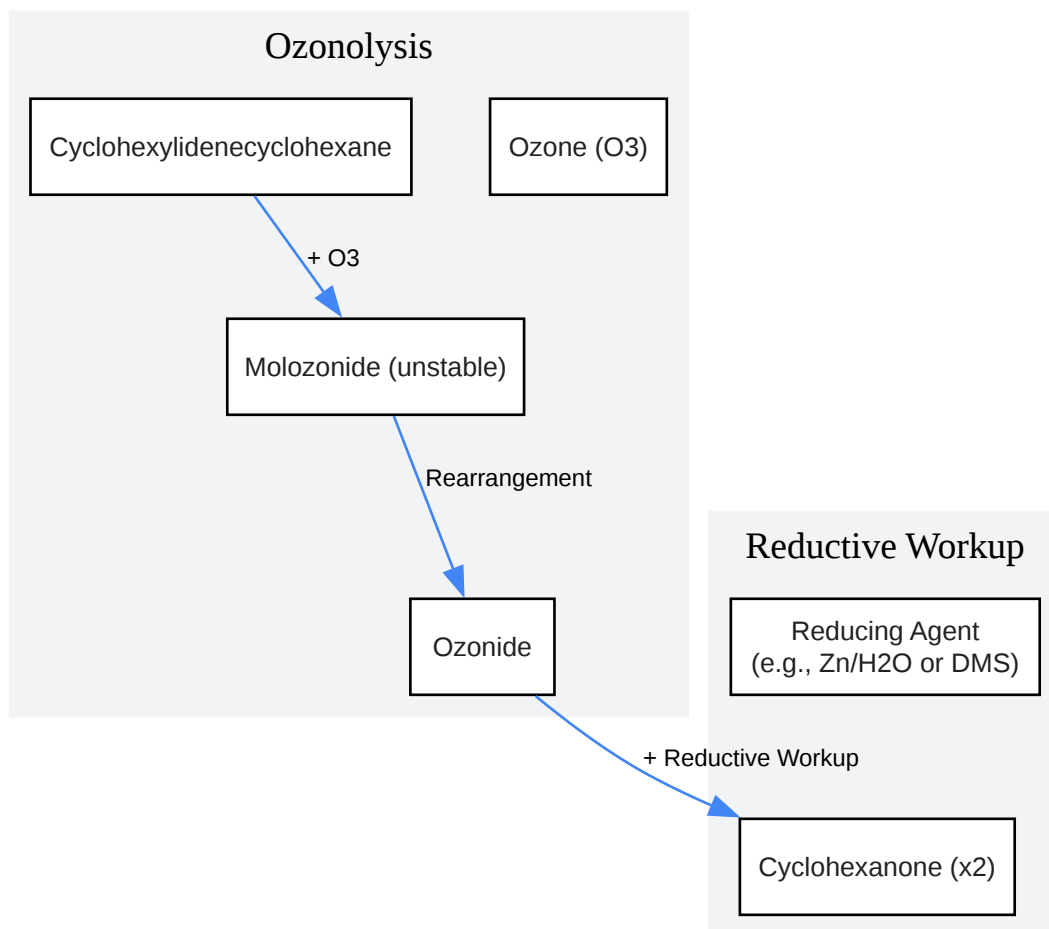 Ozonolysis
Cyclohexylidenecyclohexane
Ozone (O3)
+ O3
Molozonide (unstable)
Rearrangement
Ozonide
Reductive Workup
Reducing Agent
(e.g., Zn/H2O or DMS)
+ Reductive Workup
Cyclohexanone (x2)